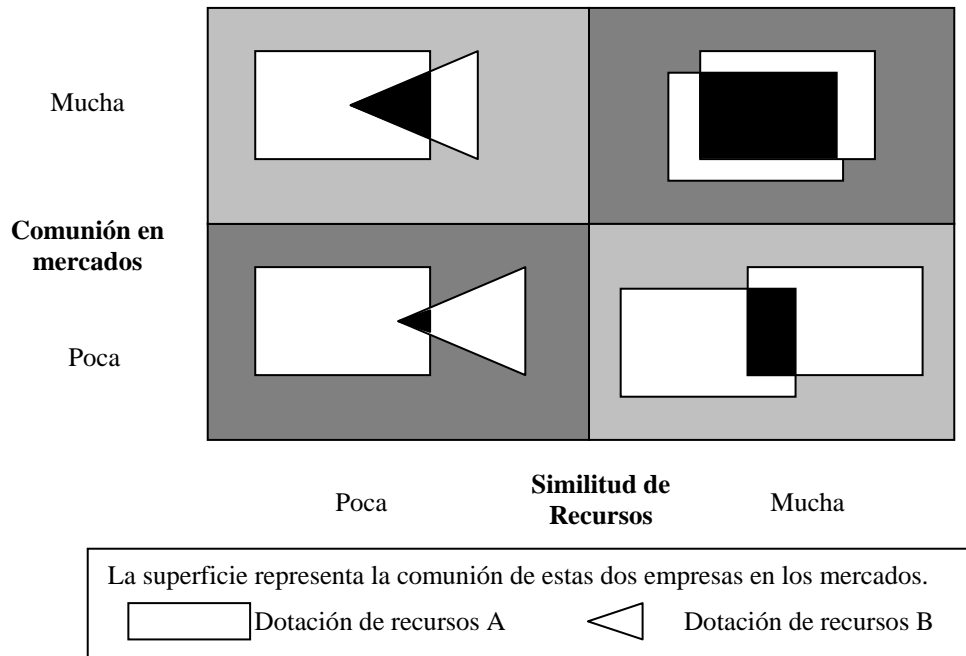 Mucha
Comunión en
mercados
Poca
Poca
Similitud de
Recursos
Mucha
La superficie representa la comunión de estas dos empresas en los mercados.
Dotación de recursos A
Dotación de recursos B